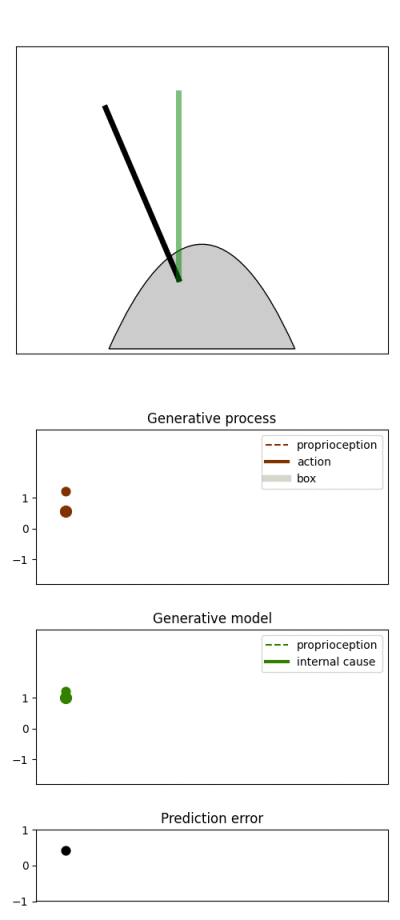 Generative process
proprioception
action
box
1
0
−1
Generative model
proprioception
internal cause
1
0
−1
Prediction error
1
0
−1